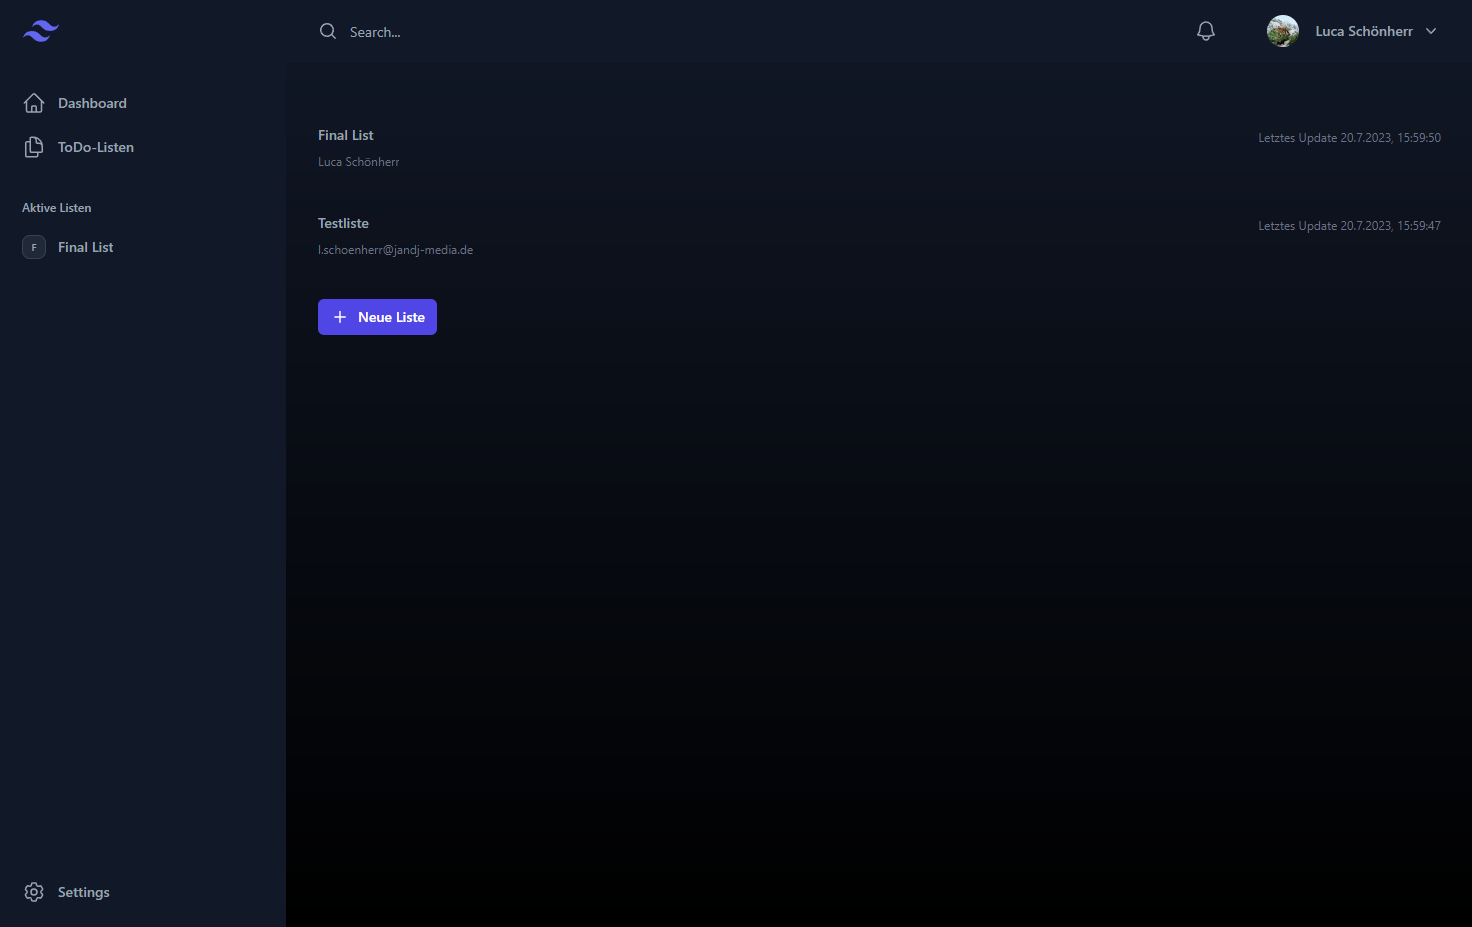 Search...
Luca Schönherr
Dashboard
ToDo-Listen
Aktive Listen
F
Final List
Settings
Final List
Letztes Update 20.7.2023, 15:59:50
Luca Schönherr
Testliste
Letztes Update 20.7.2023, 15:59:47
l.schoenherr@jandj-media.de
Neue Liste